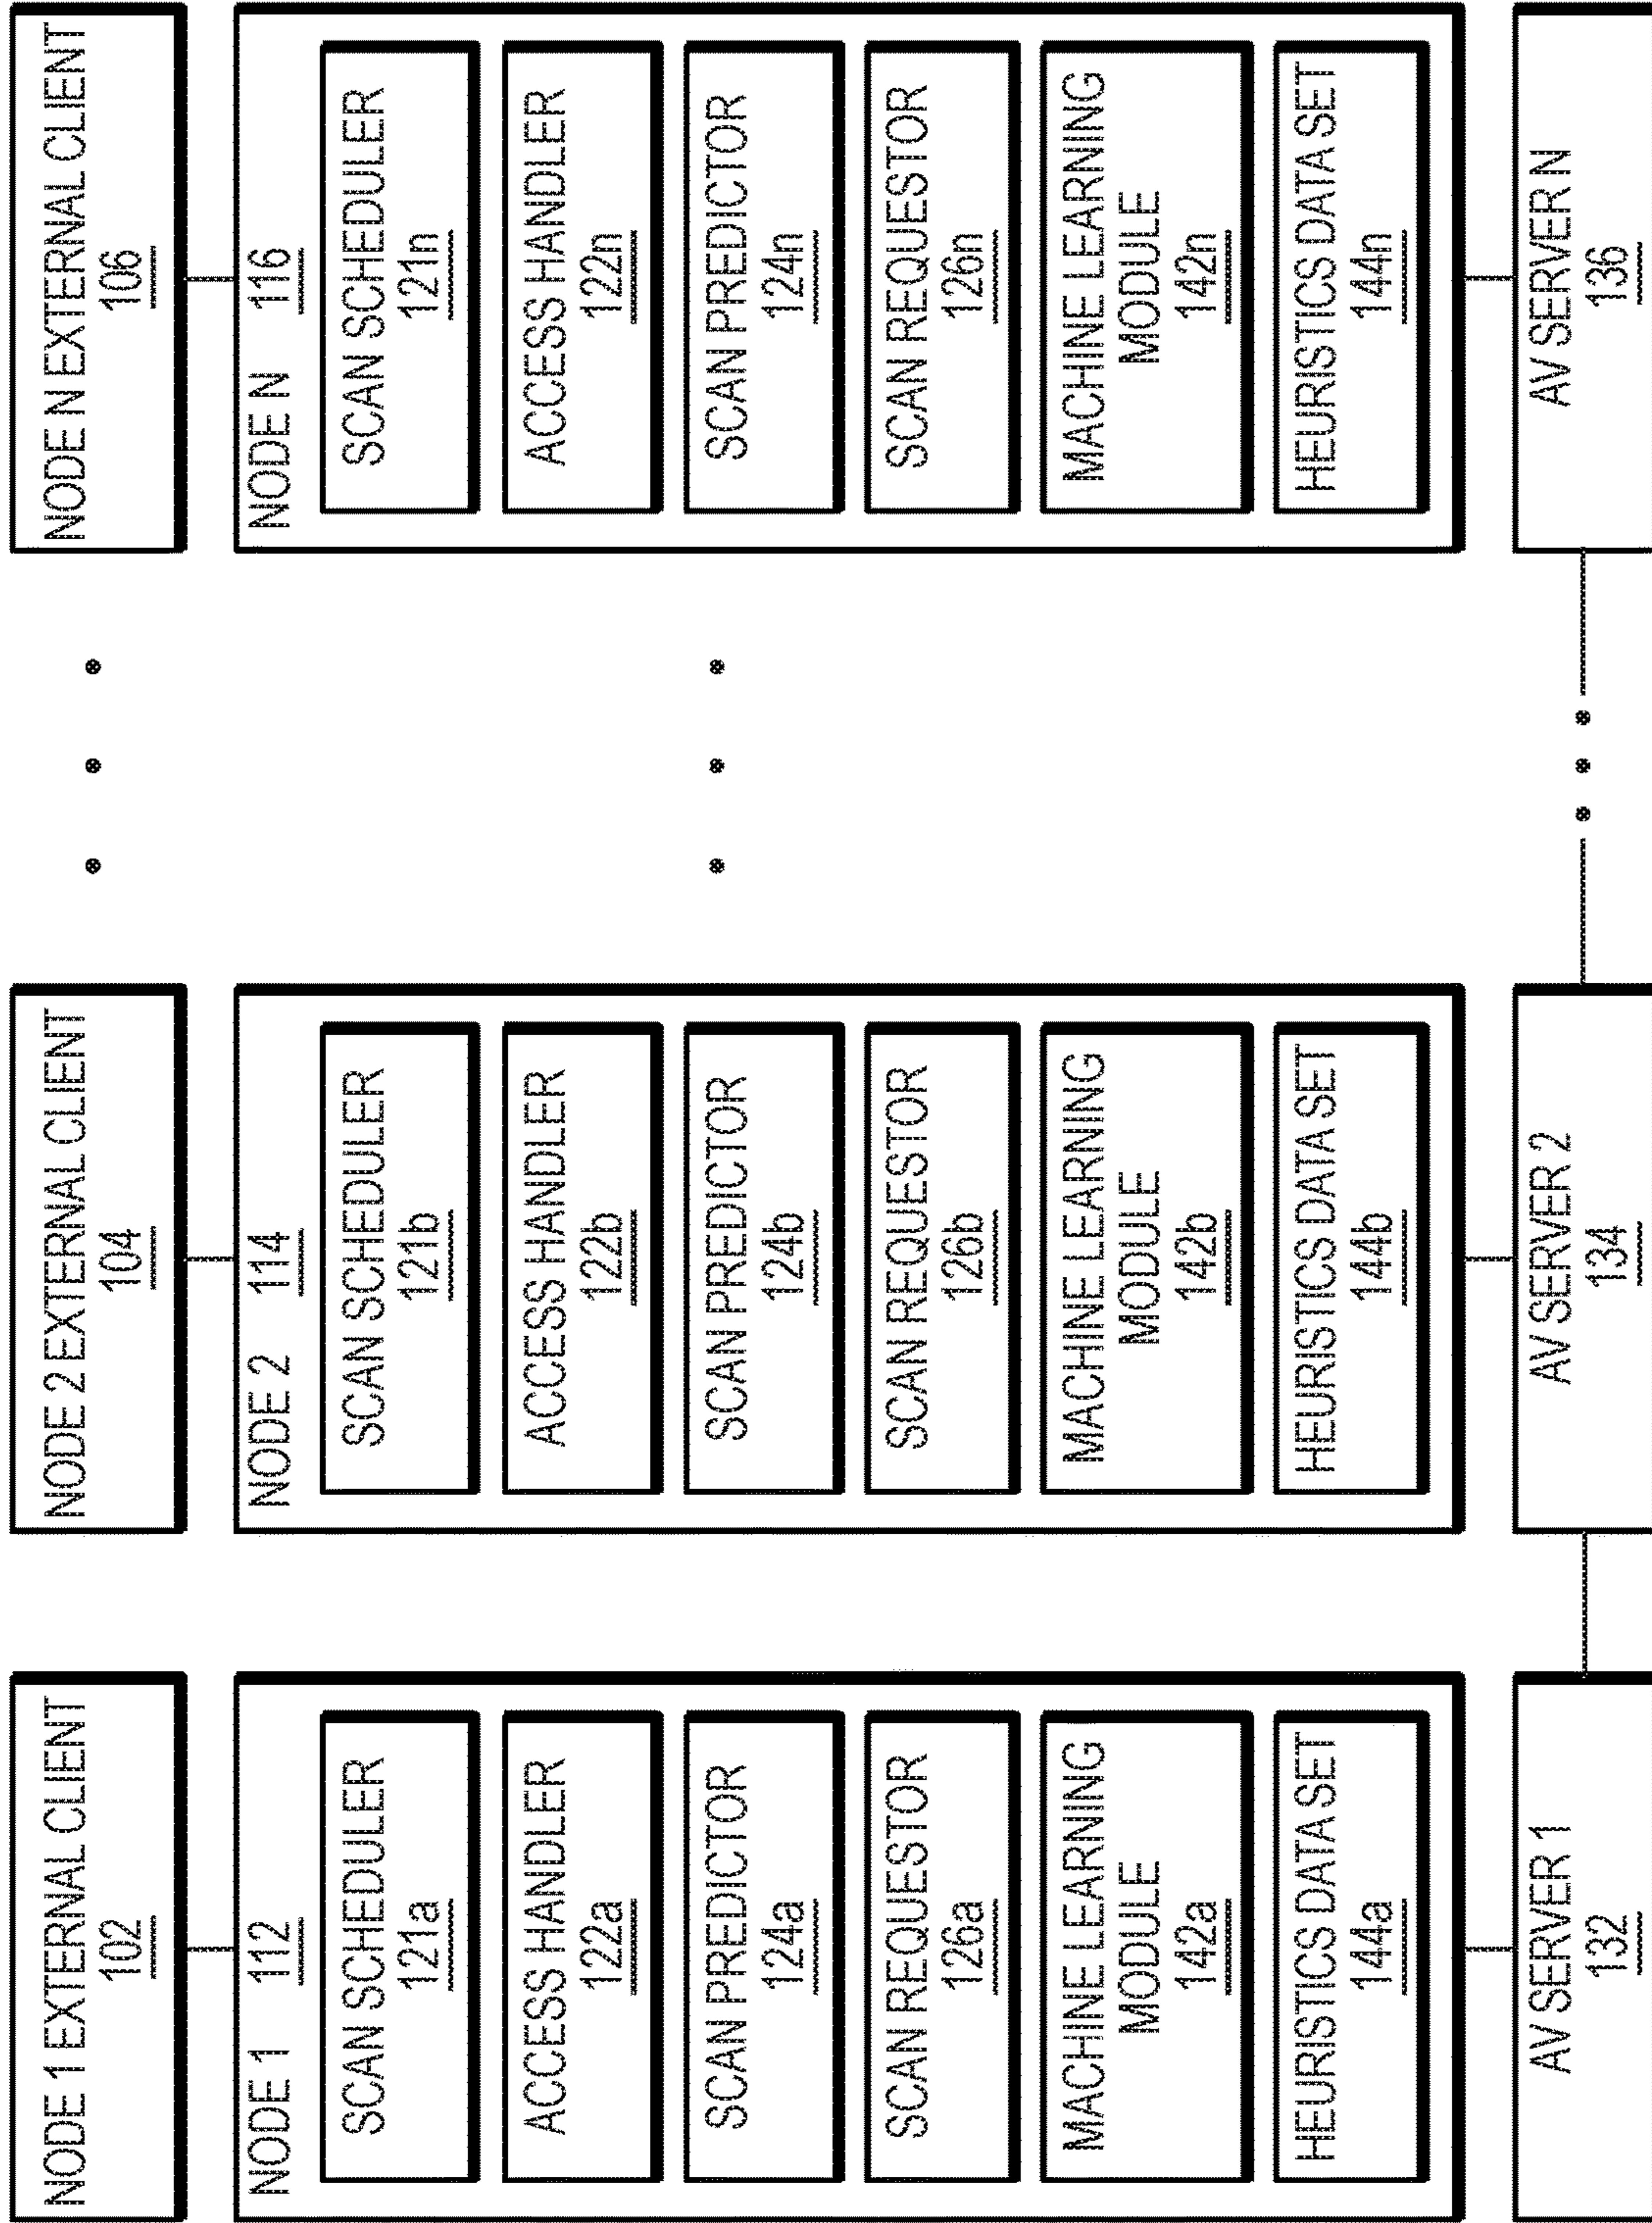 NODE 1 EXTERNAL CLIENT
102
NODE 1 112
SCAN SCHEDULER
121a
ACCESS HANDLER
122a
SCAN PREDICTOR
124a
SCAN REQUESTOR
126a
MACHINE LEARNING
MODULE
142a
HEURISTICS DATA SET
144a
AV SERVER 1
132
NODE 2 EXTERNAL CLIENT
104
NODE 2 114
SCAN SCHEDULER
121b
ACCESS HANDLER
122b
SCAN PREDICTOR
124b
SCAN REQUESTOR
126b
MACHINE LEARNING
MODULE
142b
HEURISTICS DATA SET
144b
AV SERVER 2
134
NODE N EXTERNAL CLIENT
106
NODE N 116
SCAN SCHEDULER
121n
ACCESS HANDLER
122n
SCAN PREDICTOR
124n
SCAN REQUESTOR
126n
MACHINE LEARNING
MODULE
142n
HEURISTICS DATA SET
144n
AV SERVER N
136